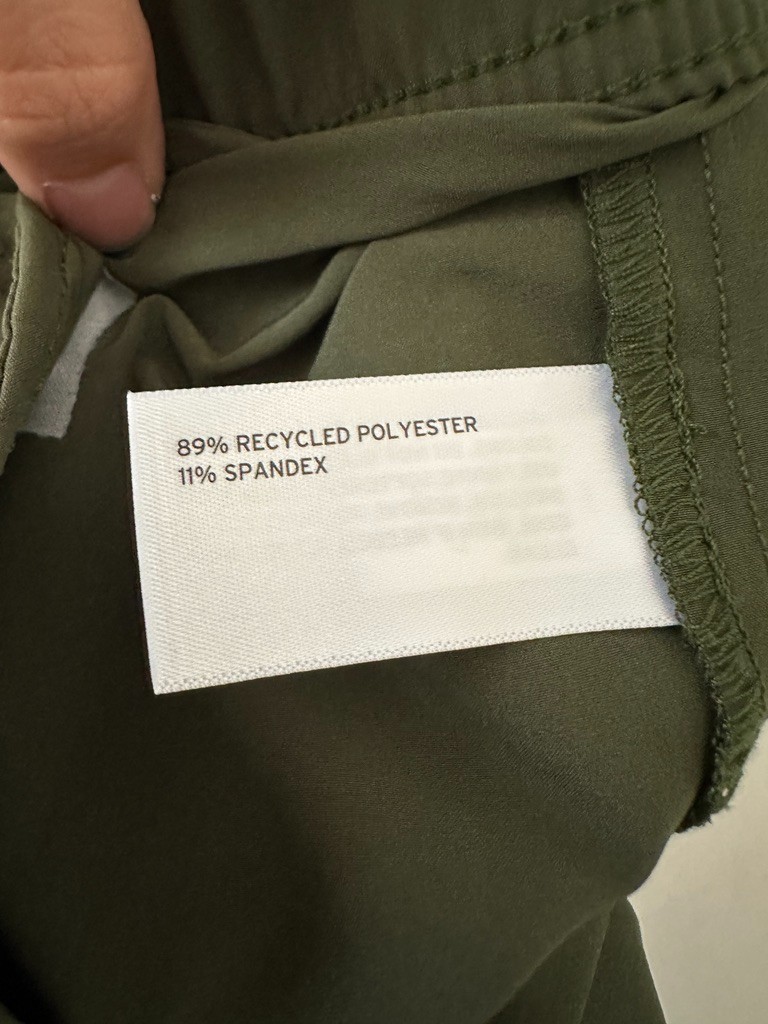 89% RECYCLED POLYESTER
11% SPANDEX